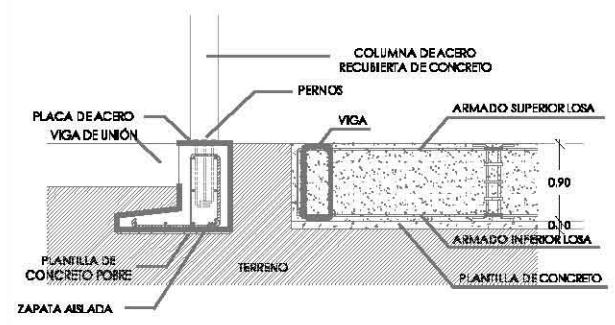 COLUMNA DE ACERO
RECUBIERTA DE CONCRETO
PERNOS
PLACA DE ACERO
VIGA DE UNIÓN
VIGA
ARMADO SUPERIOR LOSA
0.90
0.10
ARMADO INFERIOR LOSA
PLANTILLA DE
CONCRETO POBRE
TERRENO
PLANTILLA DE CONCRETO
ZAPATA AISLADA